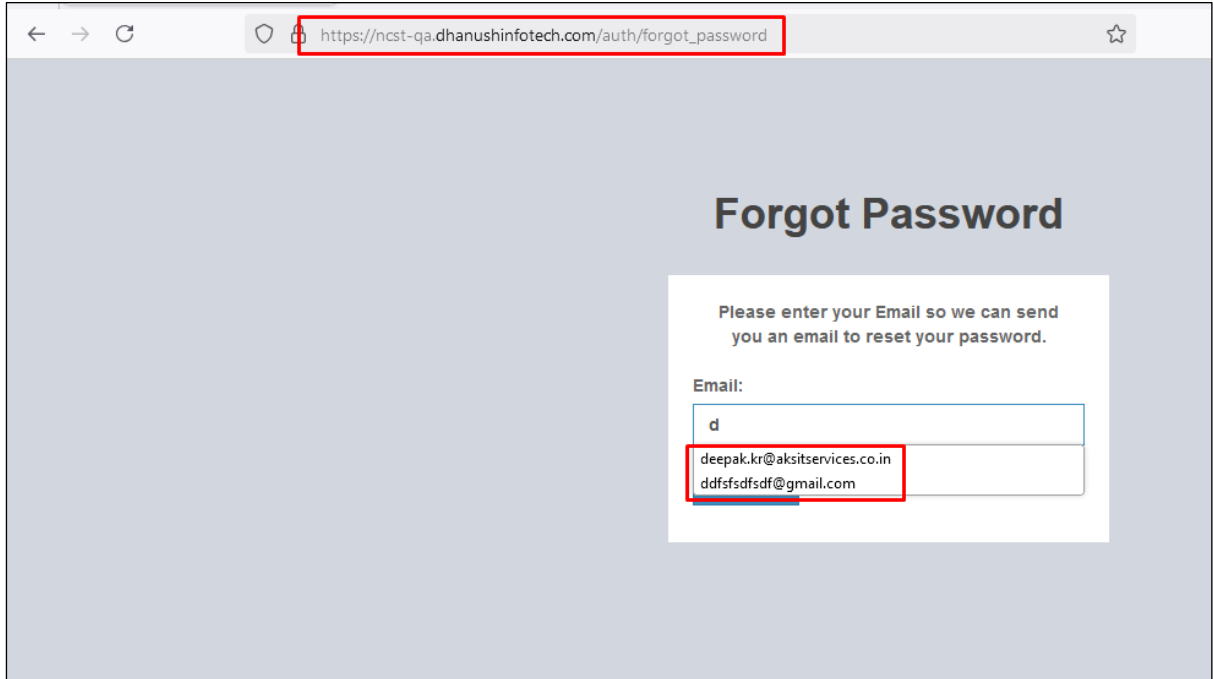 https://ncst-qa.dhanushinfotech.com/auth/forgot_password
Forgot Password
Please enter your Email so we can send
you an email to reset your password.
Email:
d
deepak.kr@aksitservices.co.in
ddfsfsdfsdf@gmail.com